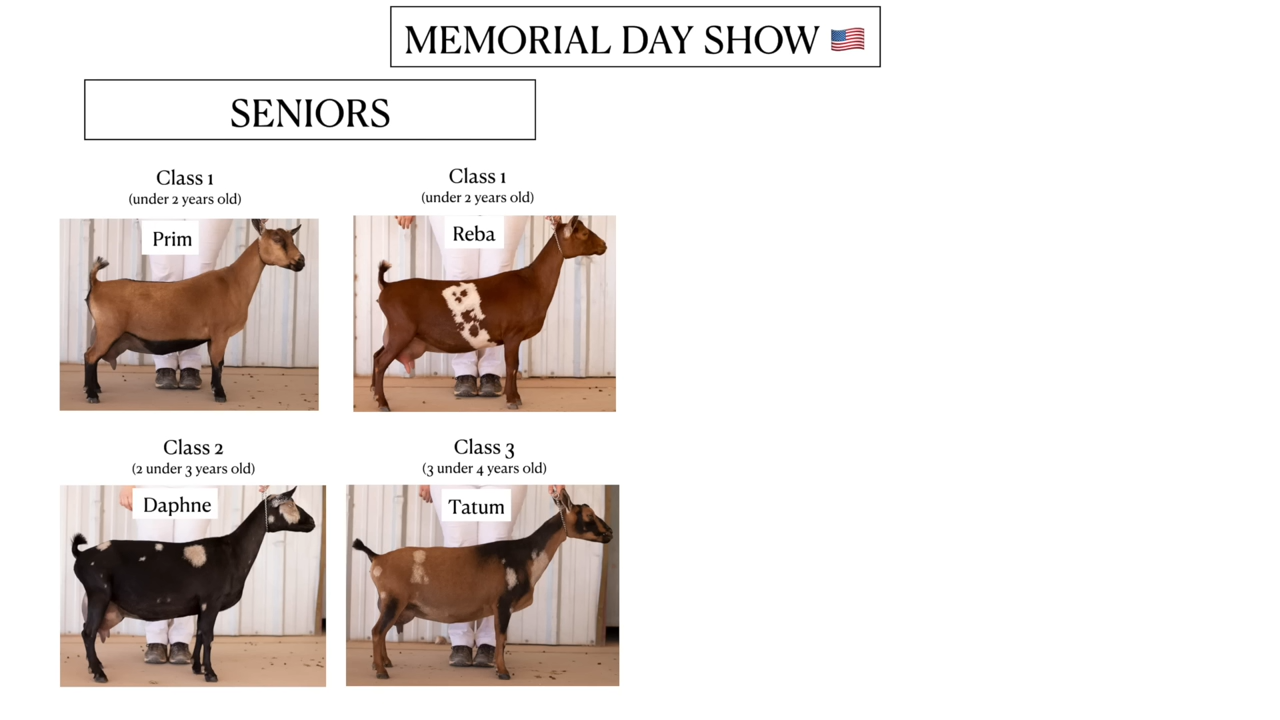 MEMORIAL DAY SHOW 🇺🇸
SENIORS
Class 1
(under 2 years old)
Prim
Class 1
(under 2 years old)
Reba
Class 2
(2 under 3 years old)
Daphne
Class 3
(3 under 4 years old)
Tatum